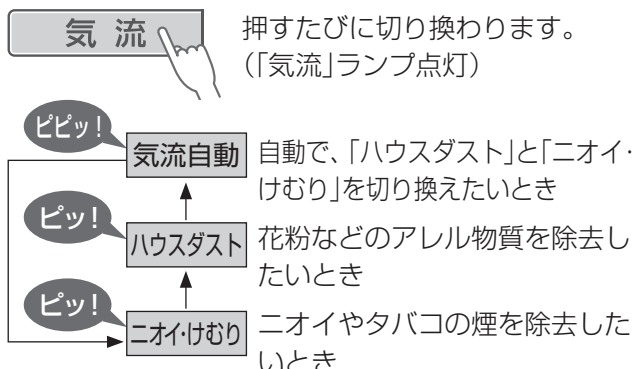 気流
押すたびに切り換わります。
(「気流」ランプ点灯)
ピピッ!
気流自動
自動で、「ハウスダスト」と「ニオイ・
けむり」を切り換えたいとき
ピッ!
ハウスダスト
花粉などのアレル物質を除去し
たいとき
ピッ!
ニオイ・けむり
ニオイやタバコの煙を除去した
いとき